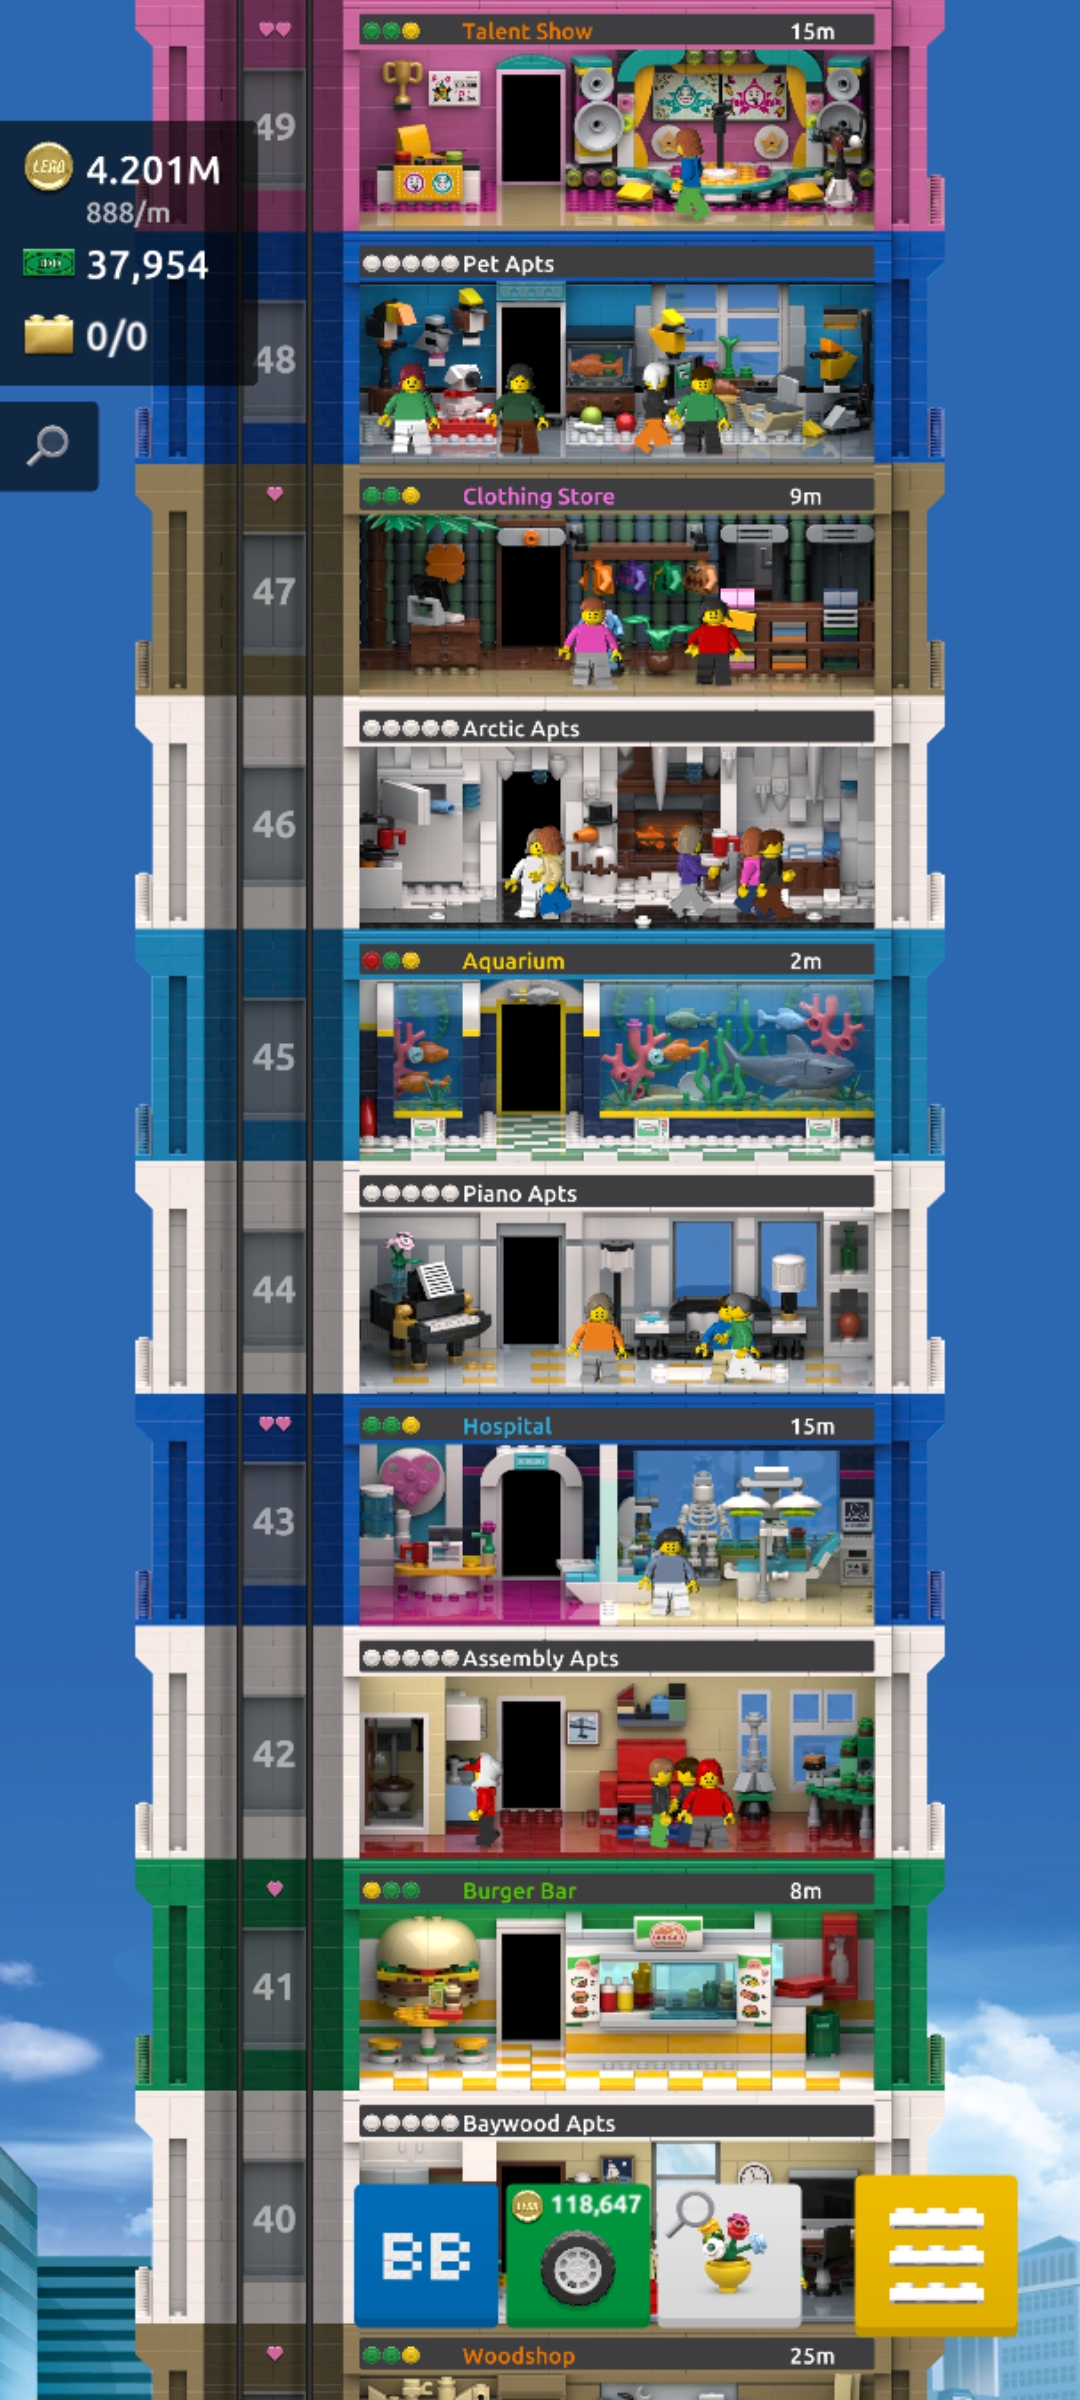 Talent Show 15m
49
LEGO 4.201M
888/m
37,954
0/0
Pet Apts
48
Clothing Store 9m
47
Arctic Apts
46
Aquarium 2m
45
Piano Apts
44
Hospital 15m
43
Assembly Apts
42
Burger Bar 8m
41
Baywood Apts
40
BB
118,647
Woodshop 25m